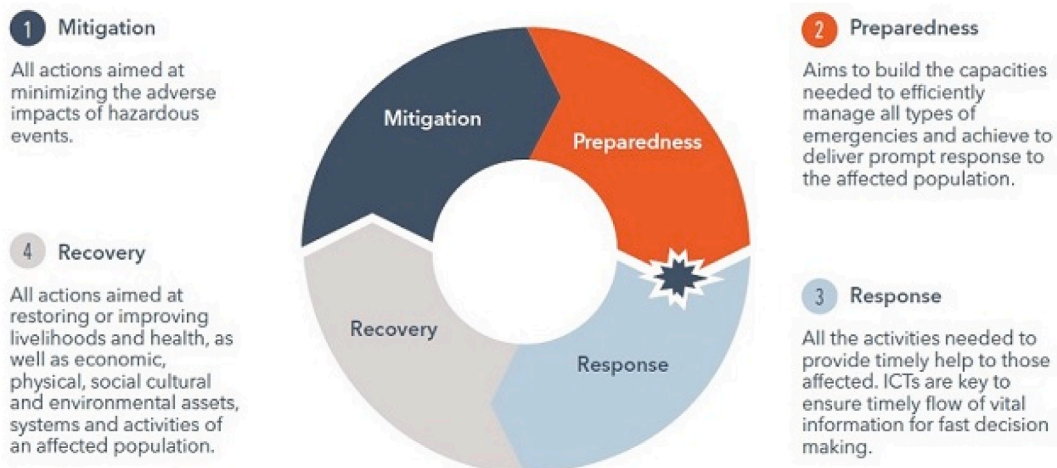 1 Mitigation
All actions aimed at
minimizing the adverse
impacts of hazardous
events.
2 Preparedness
Aims to build the capacities
needed to efficiently
manage all types of
emergencies and achieve to
deliver prompt response to
the affected population.
Mitigation
Preparedness
Recovery
Response
4 Recovery
All actions aimed at
restoring or improving
livelihoods and health, as
well as economic,
physical, social cultural
and environmental assets,
systems and activities of
an affected population.
3 Response
All the activities needed to
provide timely help to those
affected. ICTs are key to
ensure timely flow of vital
information for fast decision
making.